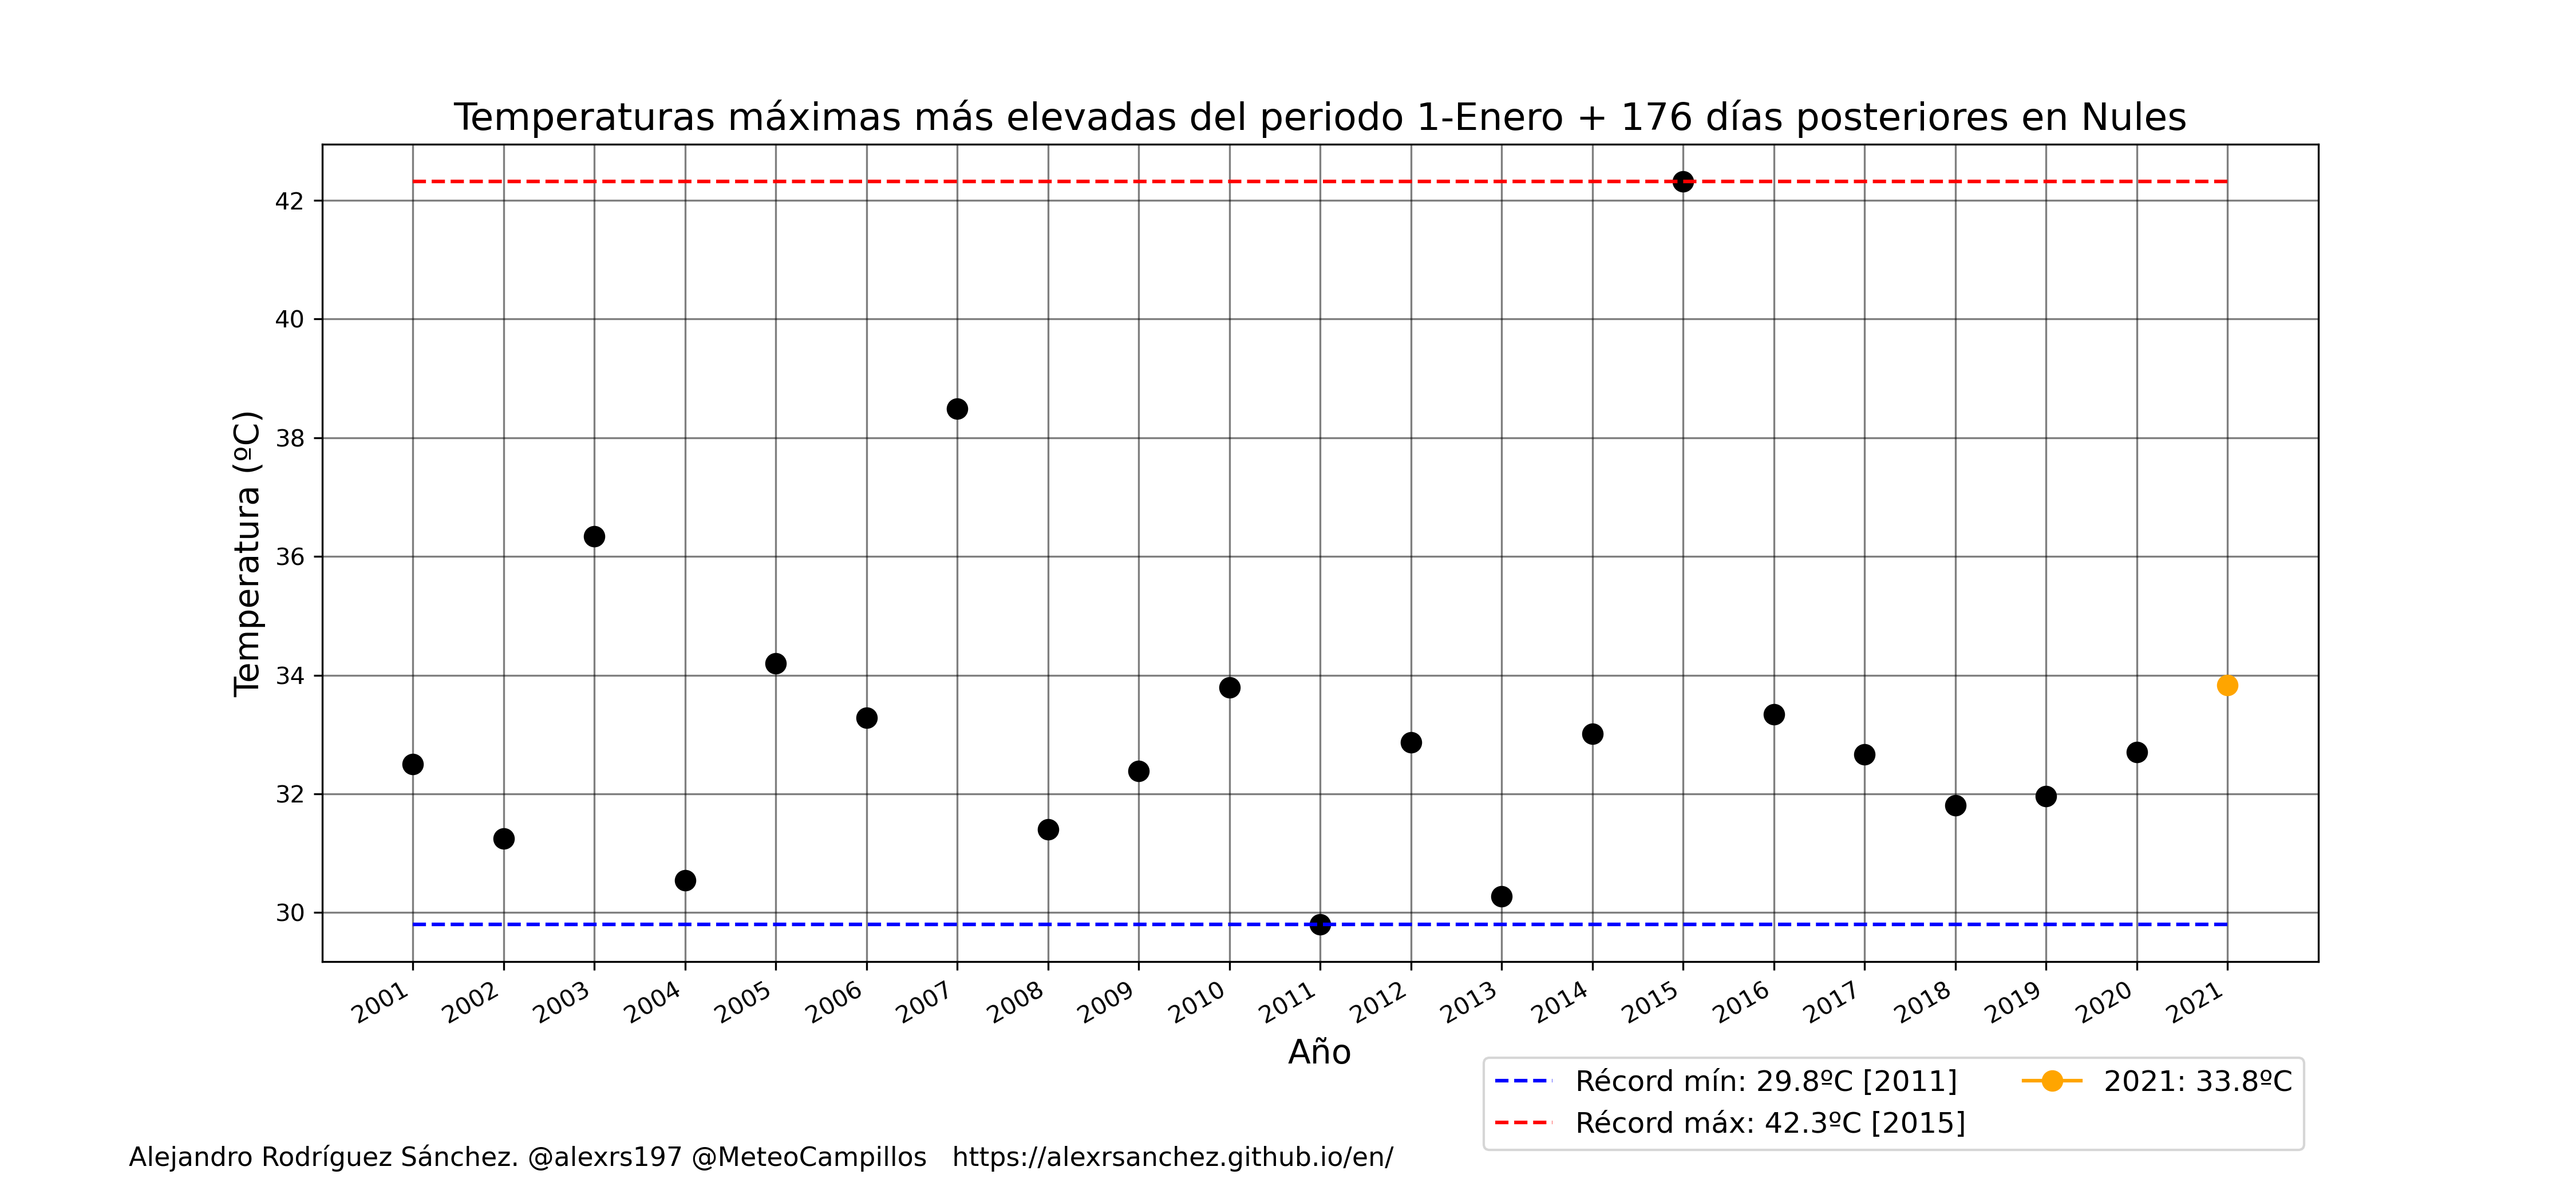 Temperaturas máximas más elevadas del periodo 1-Enero + 176 días posteriores en Nules
Temperatura (ºC)
42
40
38
36
34
32
30
2001 2002 2003 2004 2005 2006 2007 2008 2009 2010 2011 2012 2013 2014 2015 2016 2017 2018 2019 2020 2021
Año
Récord mín: 29.8ºC [2011]
Récord máx: 42.3ºC [2015]
2021: 33.8ºC
Alejandro Rodríguez Sánchez. @alexrs197 @MeteoCampillos https://alexrsanchez.github.io/en/